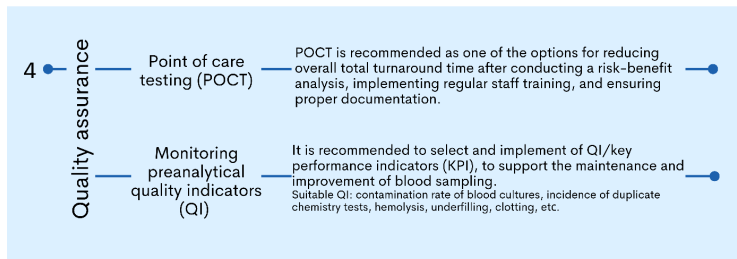 4
Quality assurance
Point of care
testing (POCT)
POCT is recommended as one of the options for reducing
overall total turnaround time after conducting a risk-benefit
analysis, implementing regular staff training, and ensuring
proper documentation.
Monitoring
preanalytical
quality indicators
(QI)
It is recommended to select and implement of QI/key
performance indicators (KPI), to support the maintenance and
improvement of blood sampling.
Suitable QI: contamination rate of blood cultures, incidence of duplicate
chemistry tests, hemolysis, underfilling, clotting, etc.